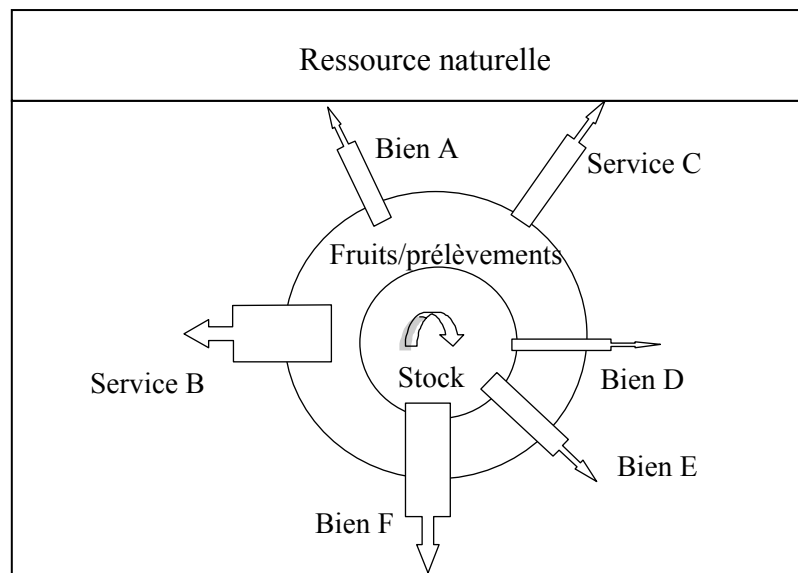 Ressource naturelle
Bien A
Service C
Fruits/prélèvements
Stock
Service B
Bien D
Bien E
Bien F